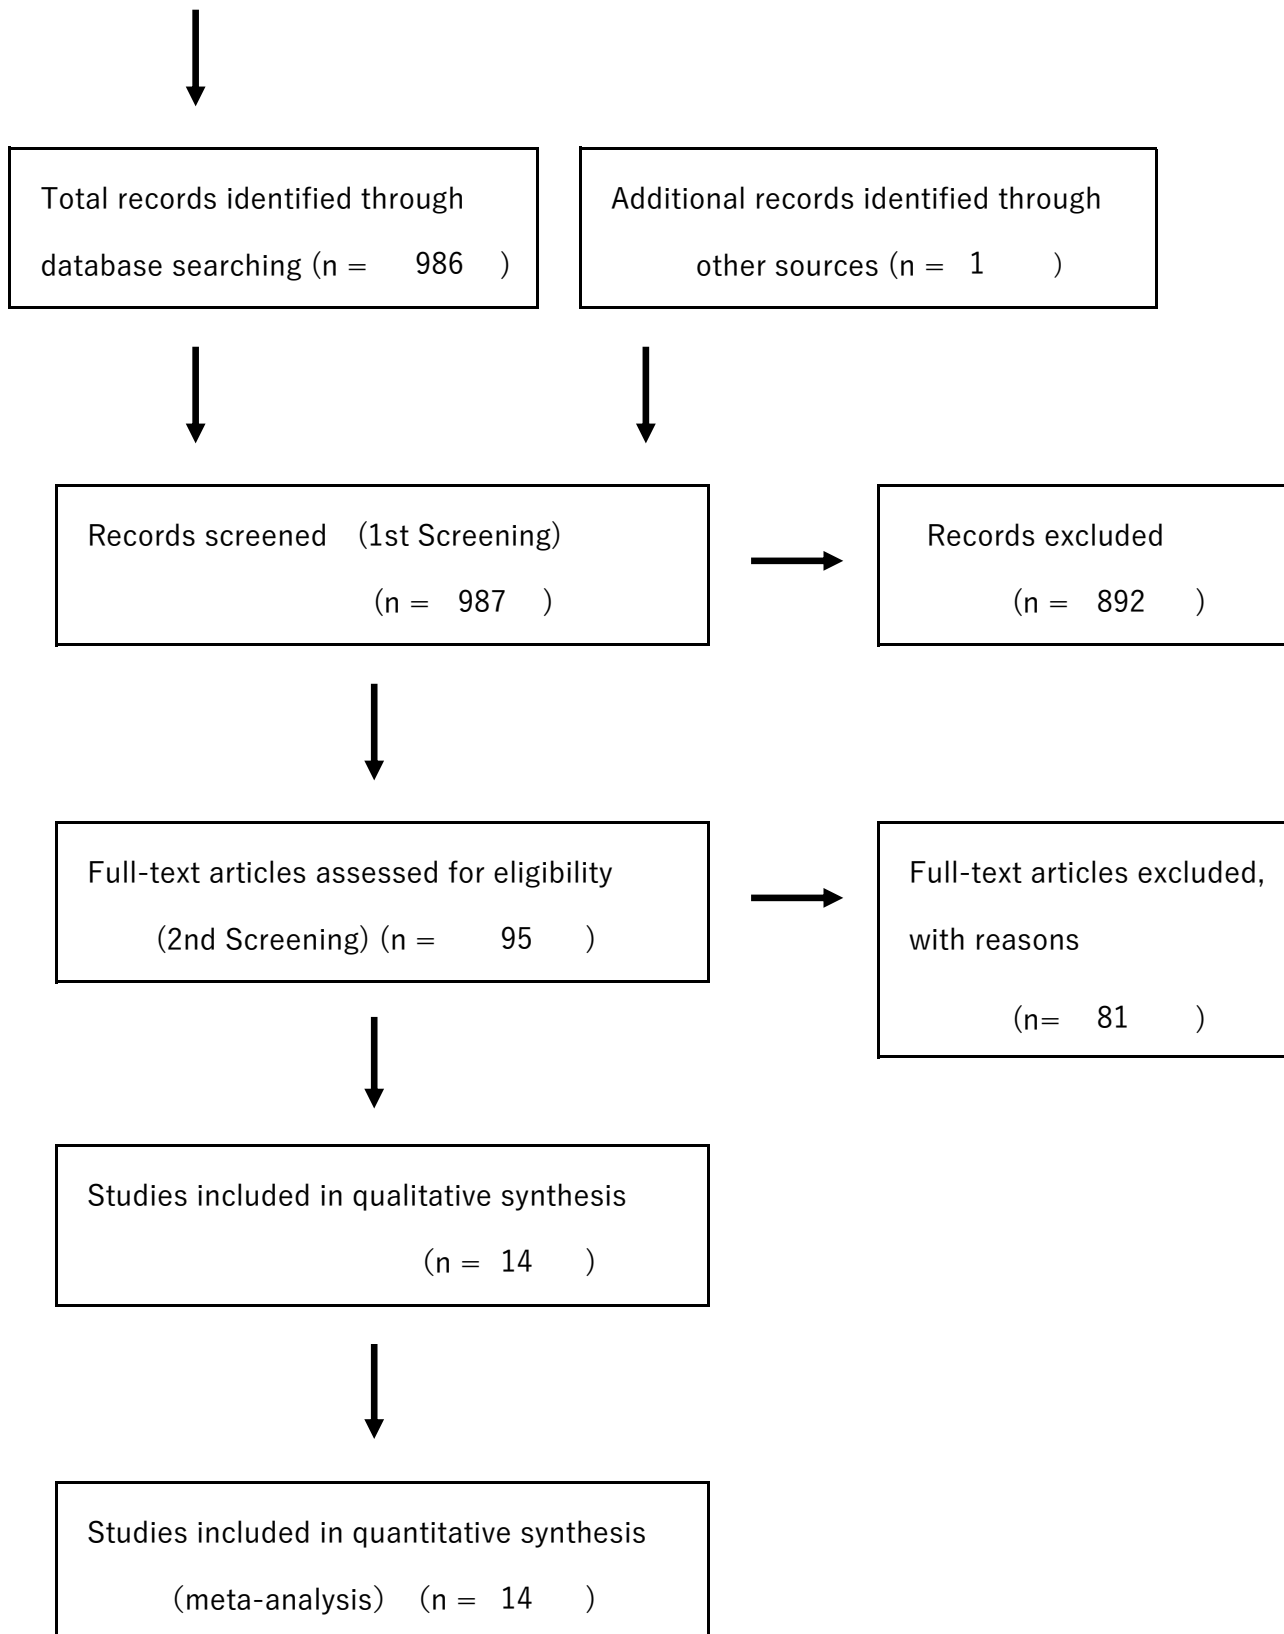 Total records identified through
database searching (n = 986 )
Additional records identified through
other sources (n = 1 )
Records screened (1st Screening)
(n = 987 )
Records excluded
(n = 892 )
Full-text articles assessed for eligibility
(2nd Screening) (n = 95 )
Full-text articles excluded,
with reasons
(n= 81 )
Studies included in qualitative synthesis
(n = 14 )
Studies included in quantitative synthesis
(meta-analysis) (n = 14 )